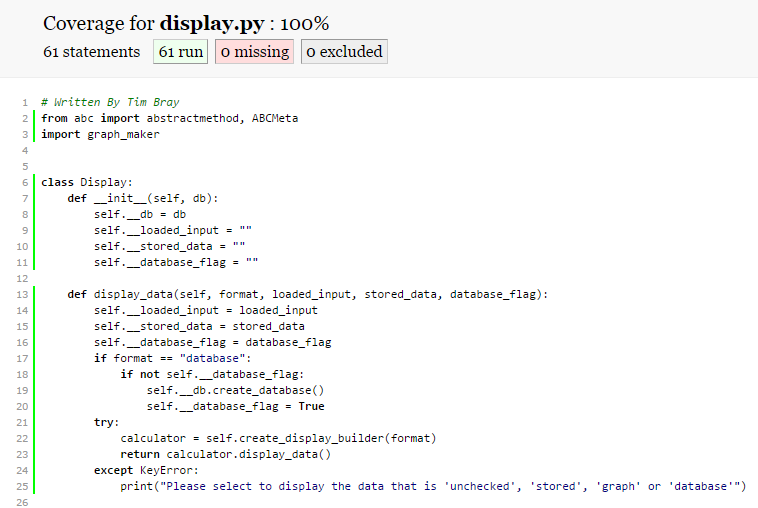 Coverage for display.py : 100%
61 statements 61 run 0 missing 0 excluded
1 # Written By Tim Bray
2 from abc import abstractmethod, ABCMeta
3 import graph_maker
4
5
6 class Display:
7     def __init__(self, db):
8         self.__db = db
9         self.__loaded_input = ""
10         self.__stored_data = ""
11         self.__database_flag = ""
12
13     def display_data(self, format, loaded_input, stored_data, database_flag):
14         self.__loaded_input = loaded_input
15         self.__stored_data = stored_data
16         self.__database_flag = database_flag
17         if format == "database":
18             if not self.__database_flag:
19                 self.__db.create_database()
20                 self.__database_flag = True
21         try:
22             calculator = self.create_display_builder(format)
23             return calculator.display_data()
24         except KeyError:
25             print("Please select to display the data that is 'unchecked', 'stored', 'graph' or 'database'")
26